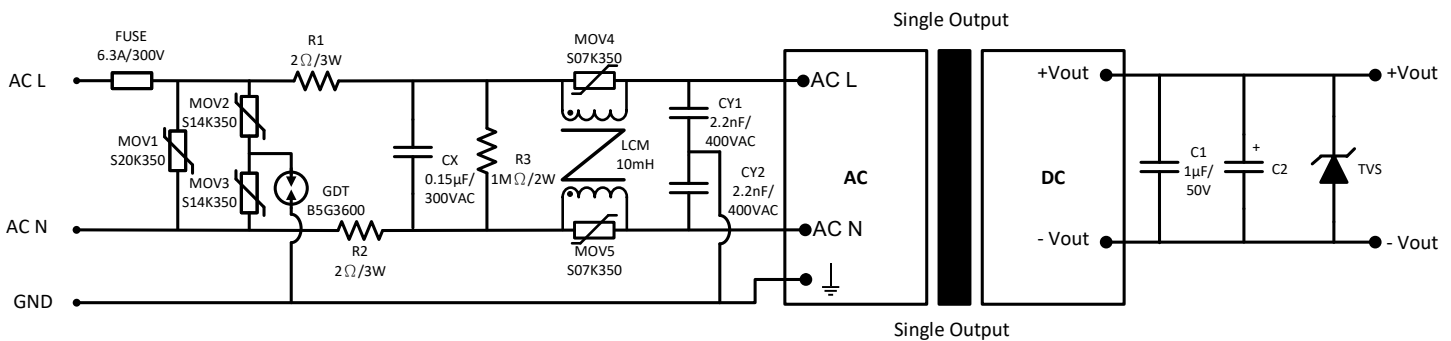 Single Output
FUSE
6.3A/300V
R1
2Ω/3W
MOV4
S07K350
AC L
MOV2
S14K350
MOV1
S20K350
MOV3
S14K350
GDT
B5G3600
CX
0.15µF/
300VAC
R3
1MΩ/2W
LCM
10mH
CY1
2.2nF/
400VAC
CY2
2.2nF/
400VAC
AC L
AC
+Vout
DC
C1
1µF/
50V
+
C2
TVS
+Vout
AC N
R2
2Ω/3W
MOV5
S07K350
AC N
- Vout
- Vout
GND
Single Output